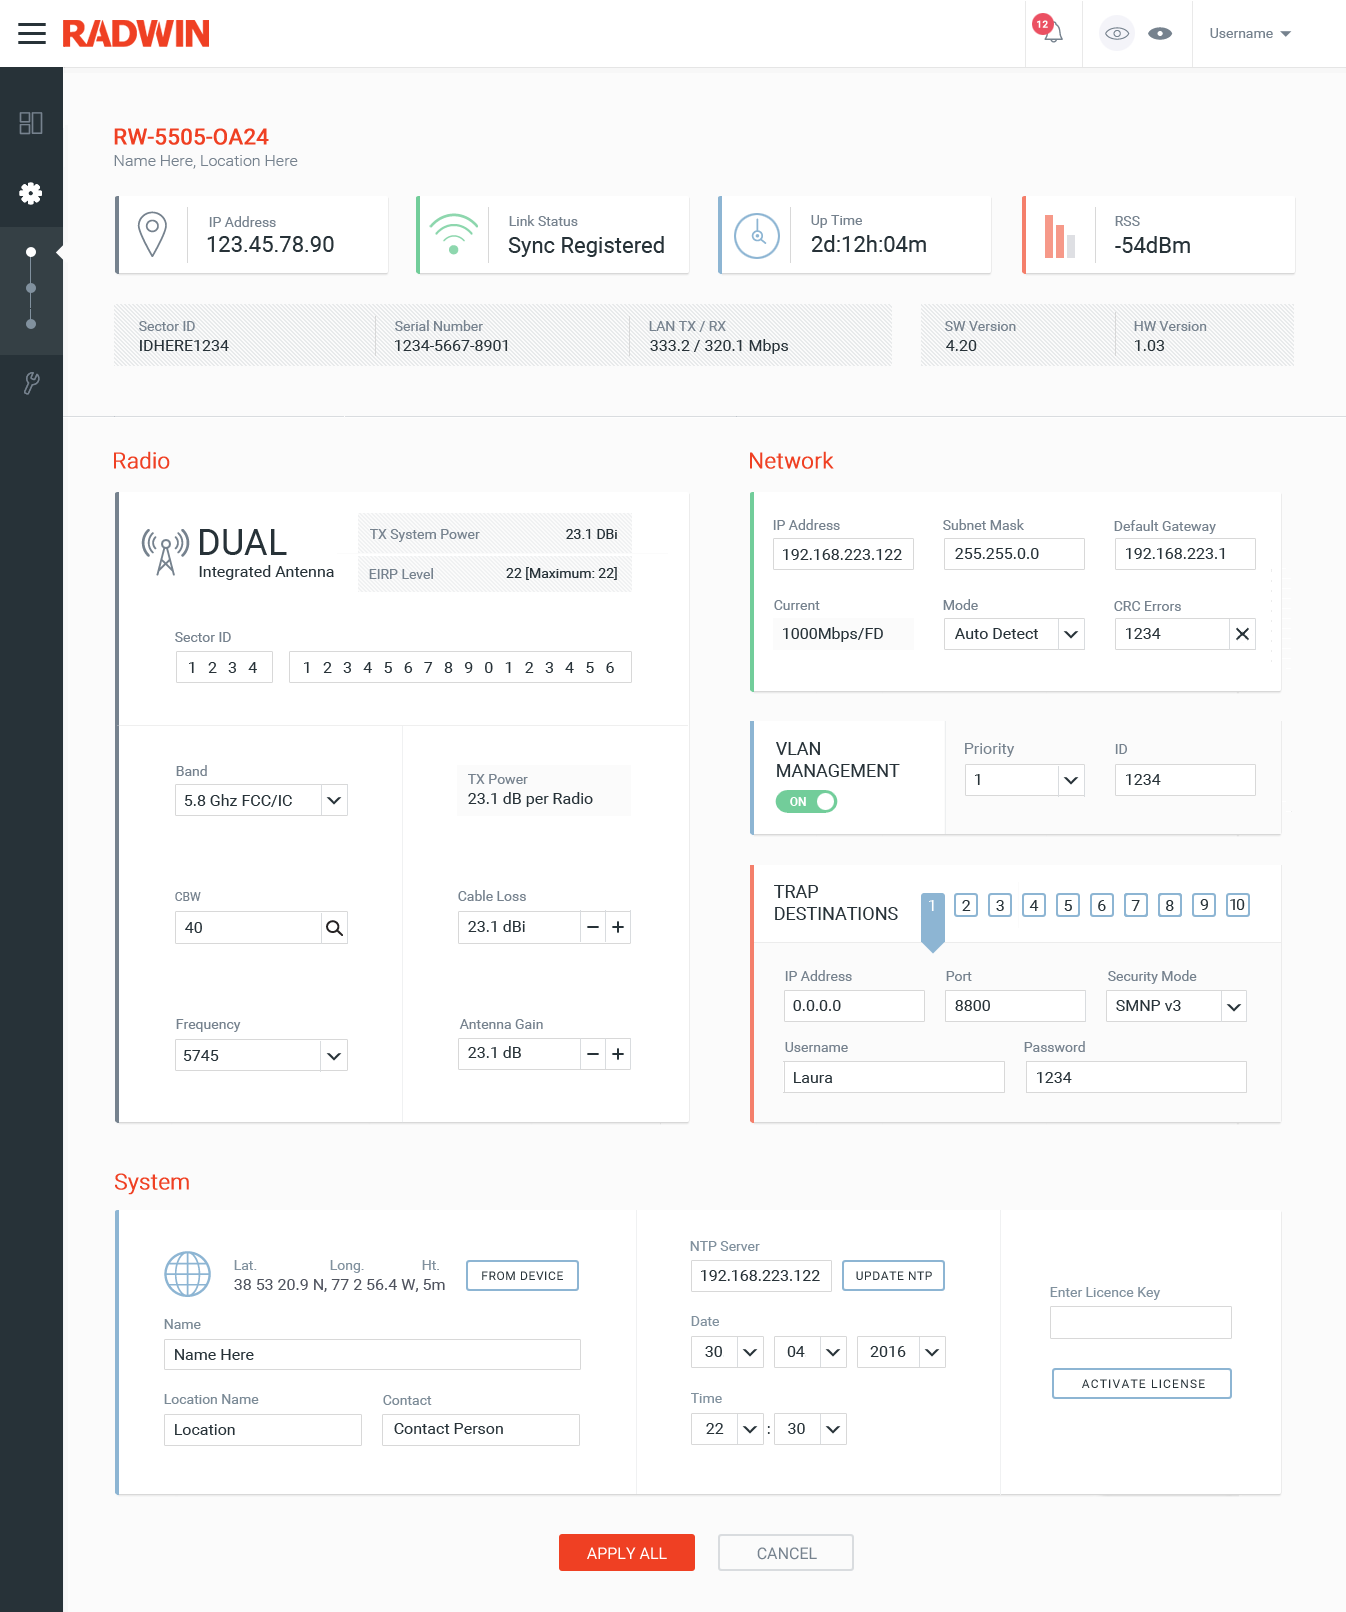 RADWIN
12
Username
RW-5505-OA24
Name Here, Location Here
IP Address
123.45.78.90
Link Status
Sync Registered
Up Time
2d:12h:04m
RSS
-54dBm
Sector ID
IDHERE1234
Serial Number
1234-5667-8901
LAN TX / RX
333.2 / 320.1 Mbps
SW Version
4.20
HW Version
1.03
Radio
DUAL
Integrated Antenna
TX System Power 23.1 DBi
EIRP Level 22 [Maximum: 22]
Sector ID
1 2 3 4 1 2 3 4 5 6 7 8 9 0 1 2 3 4 5 6
Band
5.8 Ghz FCC/IC
TX Power
23.1 dB per Radio
CBW
40
Cable Loss
23.1 dBi
Frequency
5745
Antenna Gain
23.1 dB
Network
IP Address
192.168.223.122
Subnet Mask
255.255.0.0
Default Gateway
192.168.223.1
Current
1000Mbps/FD
Mode
Auto Detect
CRC Errors
1234
VLAN
MANAGEMENT
ON
Priority
1
ID
1234
TRAP
DESTINATIONS
1 2 3 4 5 6 7 8 9 10
IP Address
0.0.0.0
Port
8800
Security Mode
SMNP v3
Username
Laura
Password
1234
System
Lat. Long. Ht.
38 53 20.9 N, 77 2 56.4 W, 5m
FROM DEVICE
Name
Name Here
Location Name
Location
Contact
Contact Person
NTP Server
192.168.223.122
UPDATE NTP
Date
30 04 2016
Time
22 : 30
Enter Licence Key
ACTIVATE LICENSE
APPLY ALL
CANCEL